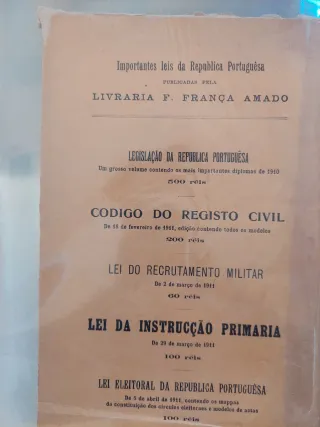 Importantes leis da Republica Portuguêsa
PUBLICADAS PELA
LIVRARIA F. FRANÇA AMADO
LEGISLAÇÃO DA REPUBLICA PORTUGUÊSA
Um grosso volume contendo os mais importantes diplomas de 1910
500 réis
CODIGO DO REGISTO CIVIL
De 18 de fevereiro de 1911, edição contendo todos os modelos
200 réis
LEI DO RECRUTAMENTO MILITAR
De 2 de março de 1911
60 réis
LEI DA INSTRUCÇÃO PRIMARIA
De 29 de março de 1911
100 réis
LEI ELEITORAL DA REPUBLICA PORTUGUÊSA
De 5 abril de 1911, contendo os mappas
da constituição dos circulos eleitoraes e modelos de actas
100 réis